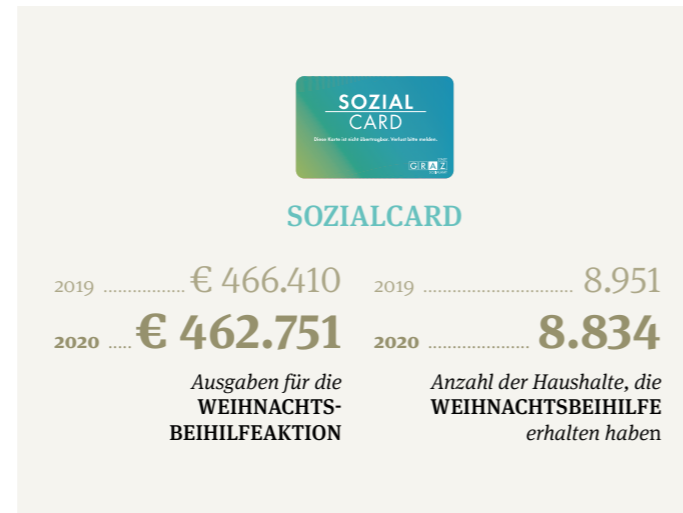 SOZIAL
CARD
Diese Karte ist nicht übertragbar. Verlust bitte melden.
GRAZ
SOZIALCARD
2019 ................. € 466.410
2020 ..... € 462.751
Ausgaben für die
WEIHNACHTS-
BEIHILFEAKTION
2019 ............................... 8.951
2020 ..................... 8.834
Anzahl der Haushalte, die
WEIHNACHTSBEIHILFE
erhalten haben